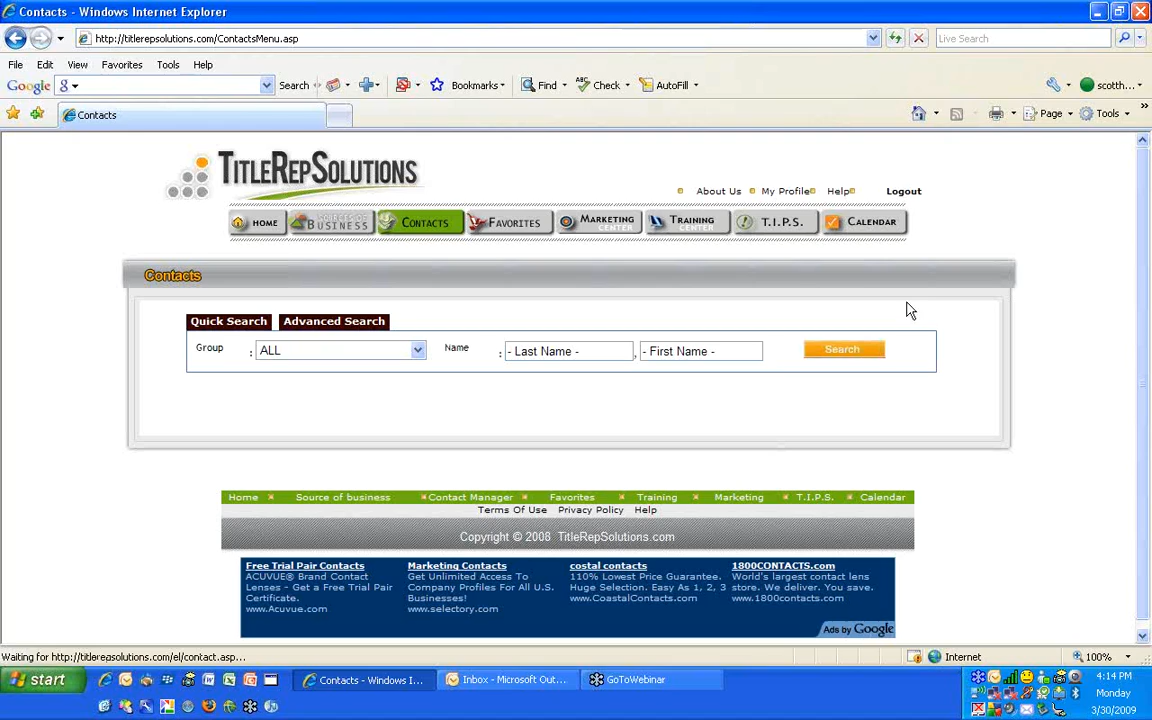 Contacts - Windows Internet Explorer
http://titlerepsolutions.com/ContactsMenu.asp
Live Search
File Edit View Favorites Tools Help
Google Search Bookmarks Find Check AutoFill scotth...
Contacts Page Tools
TITLEREPSOLUTIONS
About Us My Profile Help Logout
HOME SOURCES OF BUSINESS CONTACTS FAVORITES MARKETING CENTER TRAINING CENTER T.I.P.S. CALENDAR
Contacts
Quick Search Advanced Search
Group : ALL Name : - Last Name - , - First Name - Search
Home Source of business Contact Manager Favorites Training Marketing T.I.P.S. Calendar
Terms Of Use Privacy Policy Help
Copyright © 2008 TitleRepSolutions.com
Free Trial Pair Contacts
ACUVUE® Brand Contact
Lenses - Get a Free Trial Pair
Certificate.
www.Acuvue.com
Marketing Contacts
Get Unlimited Access To
Company Profiles For All U.S.
Businesses!
www.selectory.com
costal contacts
110% Lowest Price Guarantee.
Huge Selection. Easy As 1, 2, 3
www.CoastalContacts.com
1800CONTACTS.com
World's largest contact lens
store. We deliver. You save.
www.1800contacts.com
Ads by Google
Waiting for http://titlerepsolutions.com/el/contact.asp... Internet 100%
start Contacts - Windows I... Inbox - Microsoft Out... GoToWebinar
4:14 PM
Monday
3/30/2009